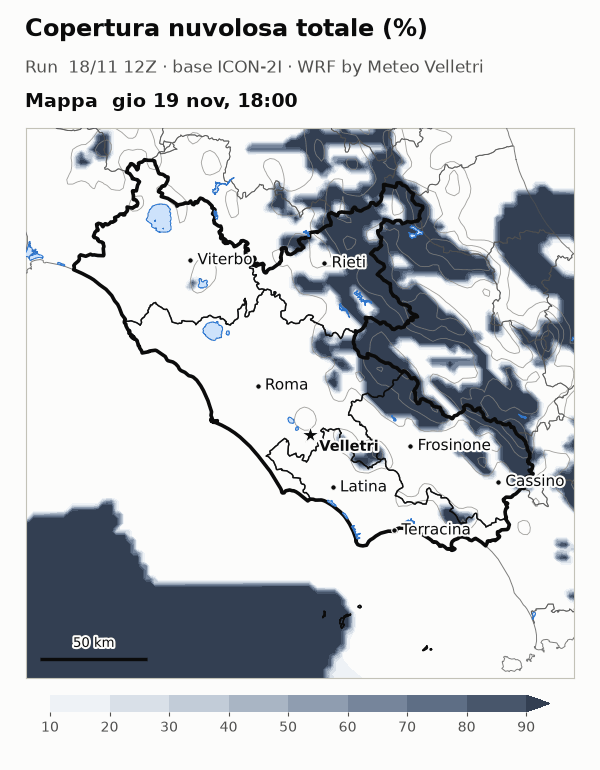 Copertura nuvolosa totale (%)
Run  18/11 12Z · base ICON-2I · WRF by Meteo Velletri
Mappa  gio 19 nov, 18:00
Viterbo
Rieti
Roma
Velletri
Frosinone
Latina
Cassino
Terracina
50 km
10 20 30 40 50 60 70 80 90